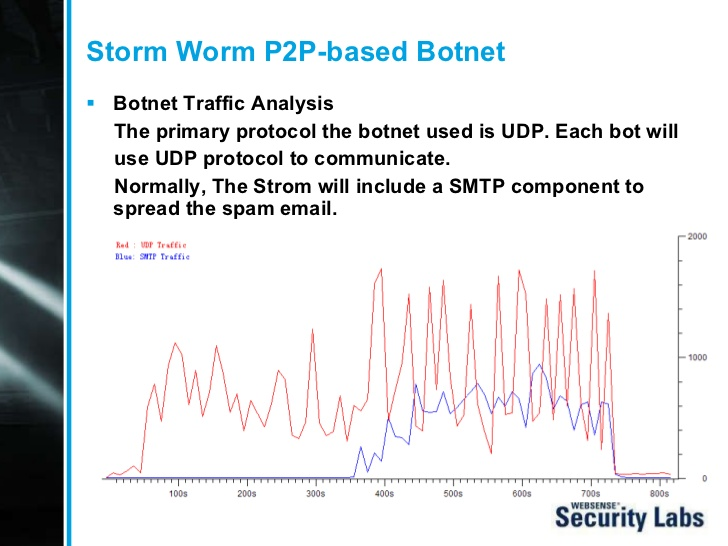 Storm Worm P2P-based Botnet
Botnet Traffic Analysis
The primary protocol the botnet used is UDP. Each bot will
use UDP protocol to communicate.
Normally, The Strom will include a SMTP component to
spread the spam email.
Red : UDP Traffic
Blue: SMTP Traffic
2000
1000
0
100s 200s 300s 400s 500s 600s 700s 800s
WEBSENSE®
Security Labs